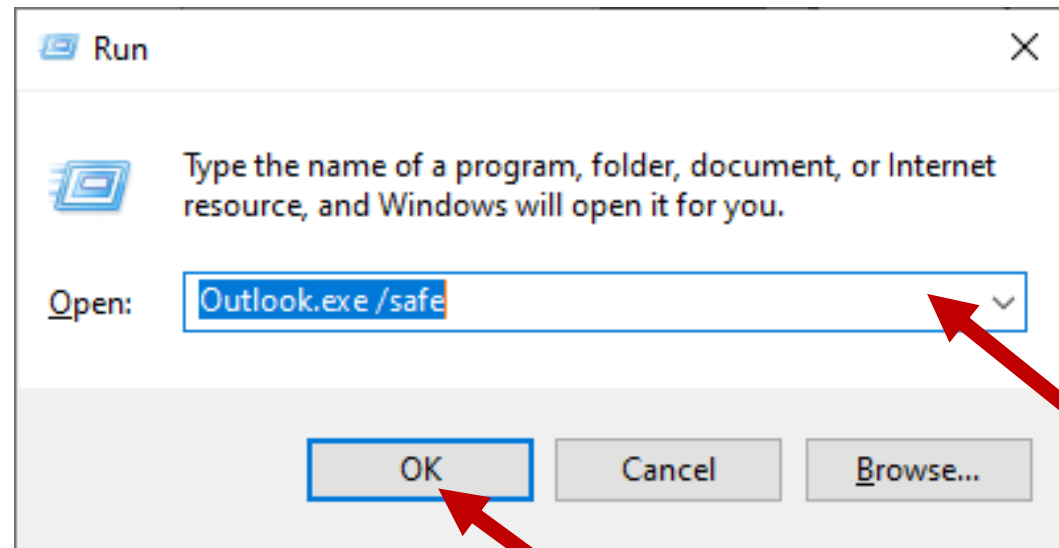 Run
Type the name of a program, folder, document, or Internet
resource, and Windows will open it for you.
Open: Outlook.exe /safe
OK Cancel Browse...